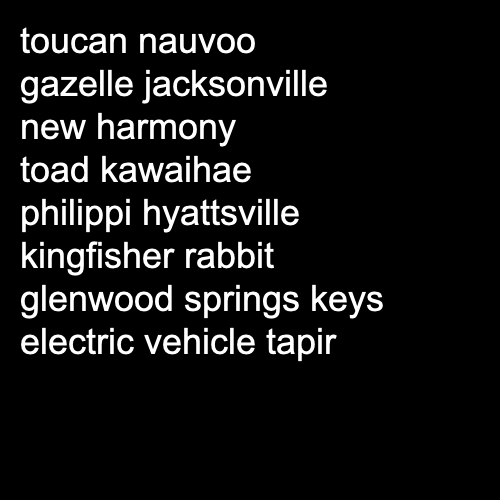 toucan nauvoo
gazelle jacksonville
new harmony
toad kawaihae
philippi hyattsville
kingfisher rabbit
glenwood springs keys
electric vehicle tapir